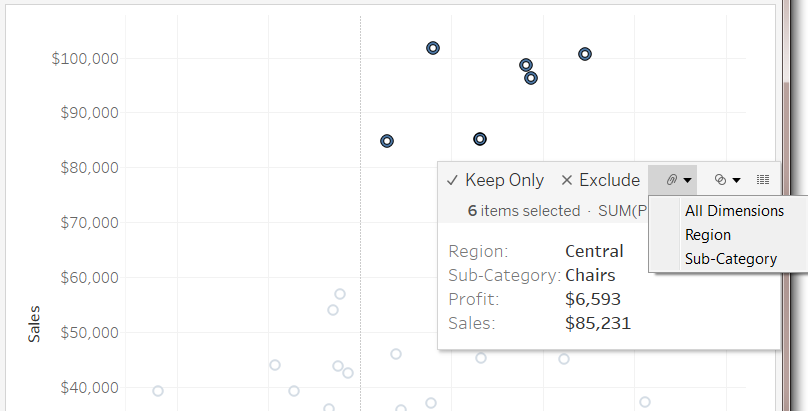 $100,000
$90,000
$80,000
$70,000
$60,000
$50,000
$40,000
Sales
Keep Only Exclude
6 items selected · SUM(P
All Dimensions
Region
Sub-Category
Region: Central
Sub-Category: Chairs
Profit: $6,593
Sales: $85,231